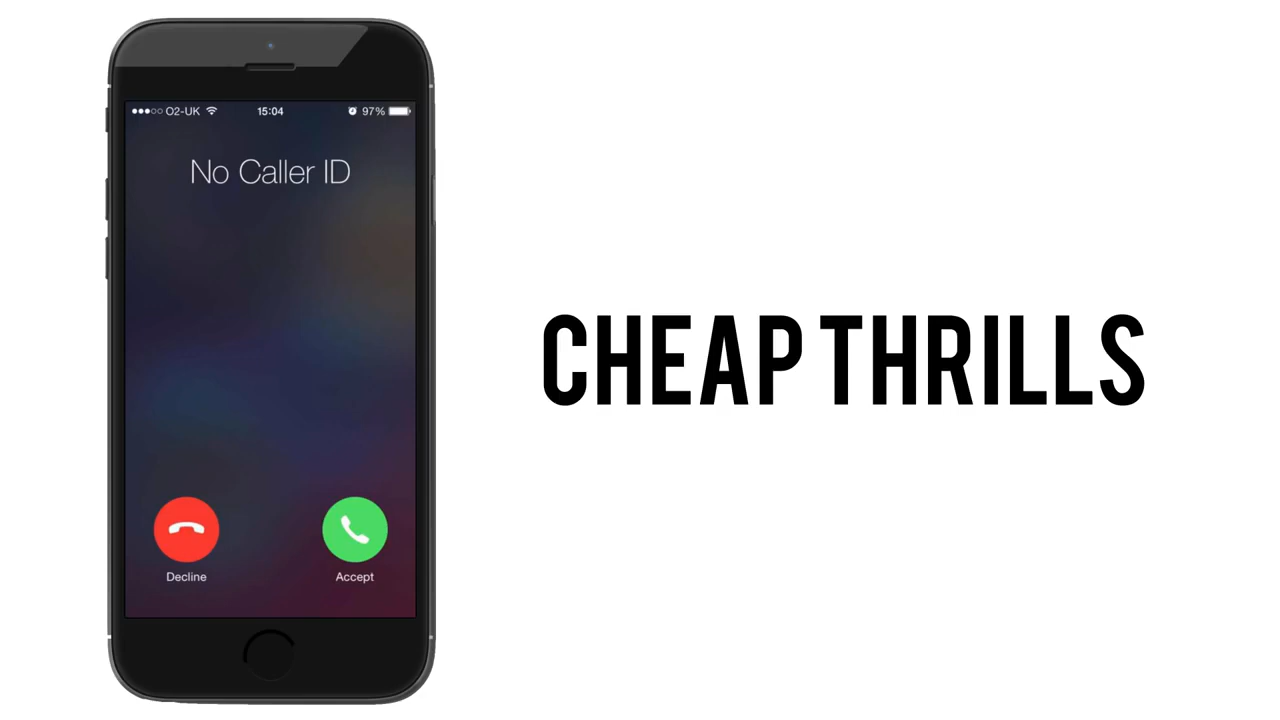 O2-UK 15:04 97%
No Caller ID
CHEAP THRILLS
Decline Accept